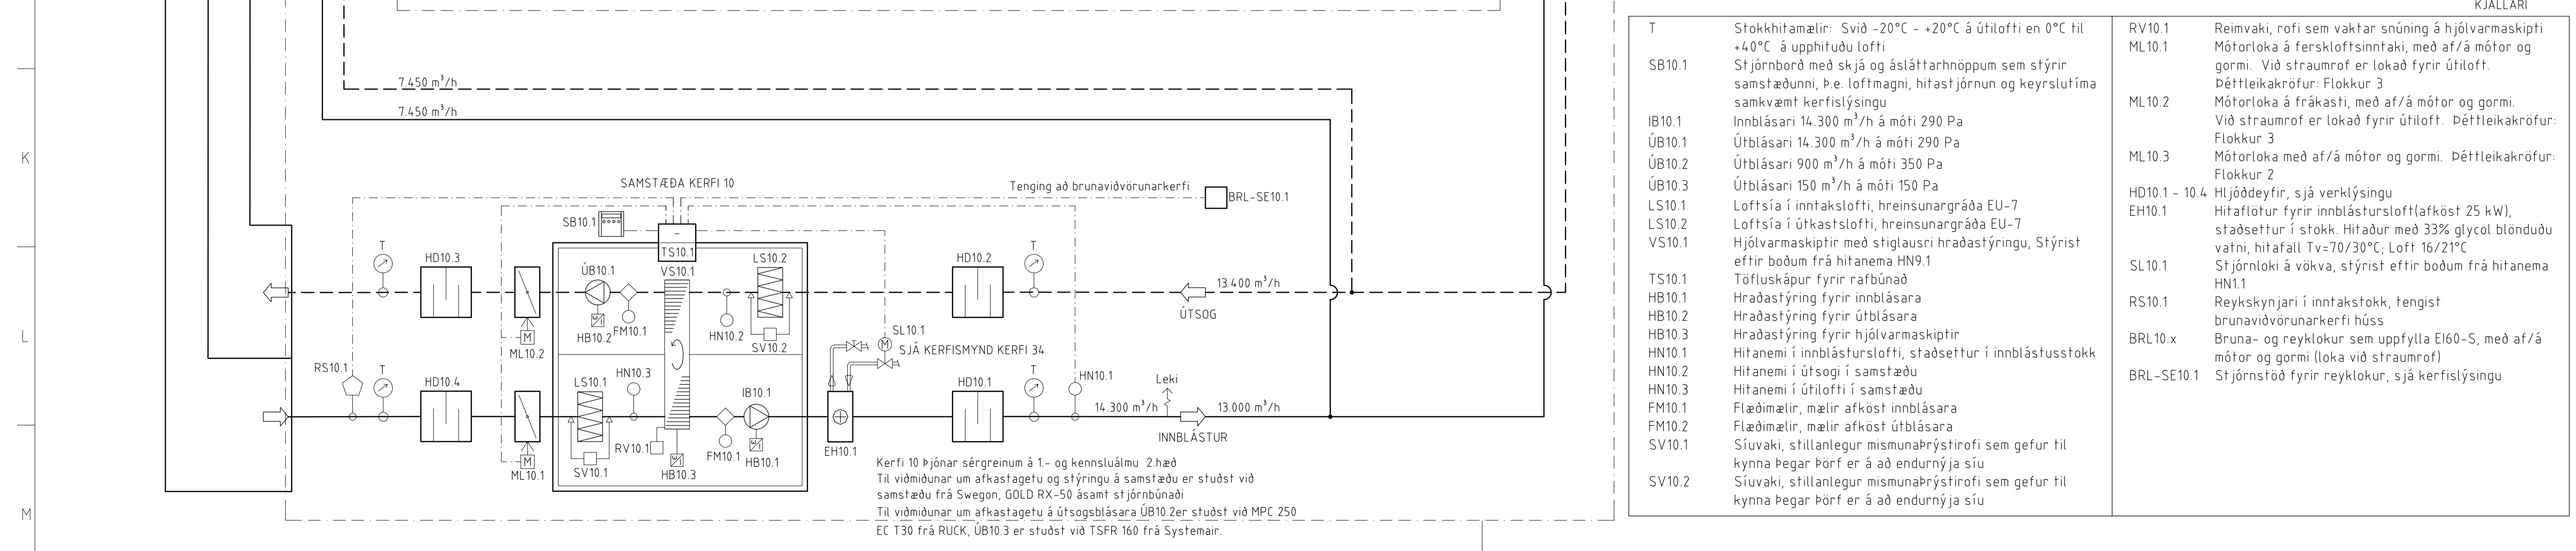 KJALLARI
7.450 m³/h
7.450 m³/h
K
L
M
SAMSTÆÐA KERFI 10
Tenging að brunaviðvörunarkerfi
BRL-SE10.1
SB10.1
-
TS10.1
T
HD10.3
ÚB10.1
VS10.1
LS10.2
HD10.2
T
13.400 m³/h
ÚTSOG
M
ML10.2
HB10.2
FM10.1
HN10.2
SV10.2
SL10.1
M
SJÁ KERFISMYND KERFI 34
RS10.1
T
HD10.4
LS10.1
HN10.3
IB10.1
HD10.1
T
HN10.1
Leki
14.300 m³/h
13.000 m³/h
INNBLÁSTUR
M
ML10.1
SV10.1
RV10.1
HB10.3
FM10.1
HB10.1
EH10.1
Kerfi 10 þjónar sérgreinum á 1.- og kennsluálmu 2.hæð
Til viðmiðunar um afkastagetu og stýringu á samstæðu er stuðst við
samstæðu frá Swegon, GOLD RX-50 ásamt stjórnbúnaði
Til viðmiðunar um afkastagetu á útsogsblásara ÚB10.2er stuðst við MPC 250
EC T30 frá RUCK, ÚB10.3 er stuðst við TSFR 160 frá Systemair.
T Stokkhitamælir: Svið -20°C - +20°C á útilofti en 0°C til
+40°C á upphituðu lofti
SB10.1 Stjórnborð með skjá og ásláttarhnöppum sem stýrir
samstæðunni, þ.e. loftmagni, hitastjórnun og keyrslutíma
samkvæmt kerfislýsingu
IB10.1 Innblásari 14.300 m³/h á móti 290 Pa
ÚB10.1 Útblásari 14.300 m³/h á móti 290 Pa
ÚB10.2 Útblásari 900 m³/h á móti 350 Pa
ÚB10.3 Útblásari 150 m³/h á móti 150 Pa
LS10.1 Loftsía í inntakslofti, hreinsunargráða EU-7
LS10.2 Loftsía í útkastslofti, hreinsunargráða EU-7
VS10.1 Hjólvarmaskiptir með stiglausri hraðastýringu, Stýrist
eftir boðum frá hitanema HN9.1
TS10.1 Töfluskápur fyrir rafbúnað
HB10.1 Hraðastýring fyrir innblásara
HB10.2 Hraðastýring fyrir útblásara
HB10.3 Hraðastýring fyrir hjólvarmaskiptir
HN10.1 Hitanemi í innblásturslofti, staðsettur í innblástusstokk
HN10.2 Hitanemi í útsogi í samstæðu
HN10.3 Hitanemi í útilofti í samstæðu
FM10.1 Flæðimælir, mælir afköst innblásara
FM10.2 Flæðimælir, mælir afköst útblásara
SV10.1 Síuvaki, stillanlegur mismunaþrýstirofi sem gefur til
kynna þegar þörf er á að endurnýja síu
SV10.2 Síuvaki, stillanlegur mismunaþrýstirofi sem gefur til
kynna þegar þörf er á að endurnýja síu
RV10.1 Reimvaki, rofi sem vaktar snúning á hjólvarmaskipti
ML10.1 Mótorloka á ferskloftsinntaki, með af/á mótor og
gormi. Við straumrof er lokað fyrir útiloft.
Þéttleikakröfur: Flokkur 3
ML10.2 Mótorloka á frákasti, með af/á mótor og gormi.
Við straumrof er lokað fyrir útiloft. Þéttleikakröfur:
Flokkur 3
ML10.3 Mótorloka með af/á mótor og gormi. Þéttleikakröfur:
Flokkur 2
HD10.1 - 10.4 Hljóðdeyfir, sjá verklýsingu
EH10.1 Hitaflötur fyrir innblástursloft(afköst 25 kW),
staðsettur í stokk. Hitaður með 33% glycol blönduðu
vatni, hitafall Tv=70/30°C; Loft 16/21°C
SL10.1 Stjórnloki á vökva, stýrist eftir boðum frá hitanema
HN1.1
RS10.1 Reykskynjari í inntakstokk, tengist
brunaviðvörunarkerfi húss
BRL10.x Bruna- og reyklokur sem uppfylla EI60-S, með af/á
mótor og gormi (loka við straumrof)
BRL-SE10.1 Stjórnstöð fyrir reyklokur, sjá kerfislýsingu